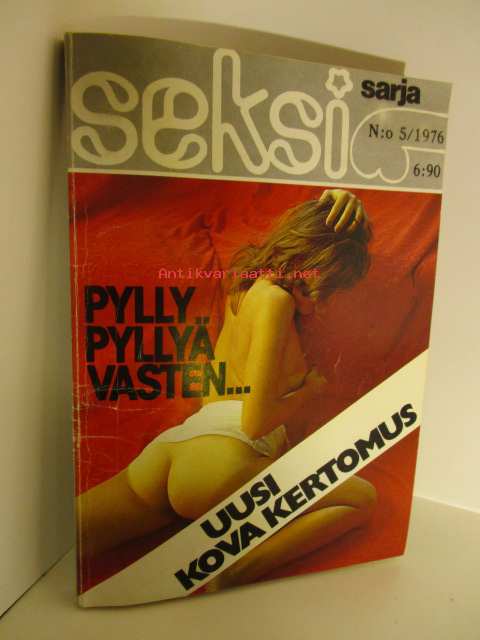 seksi
sarja
N:o 5/1976
6:90
Antikvariaatti.net
PYLLY
PYLLYÄ
VASTEN...
UUSI
KOVA KERTOMUS